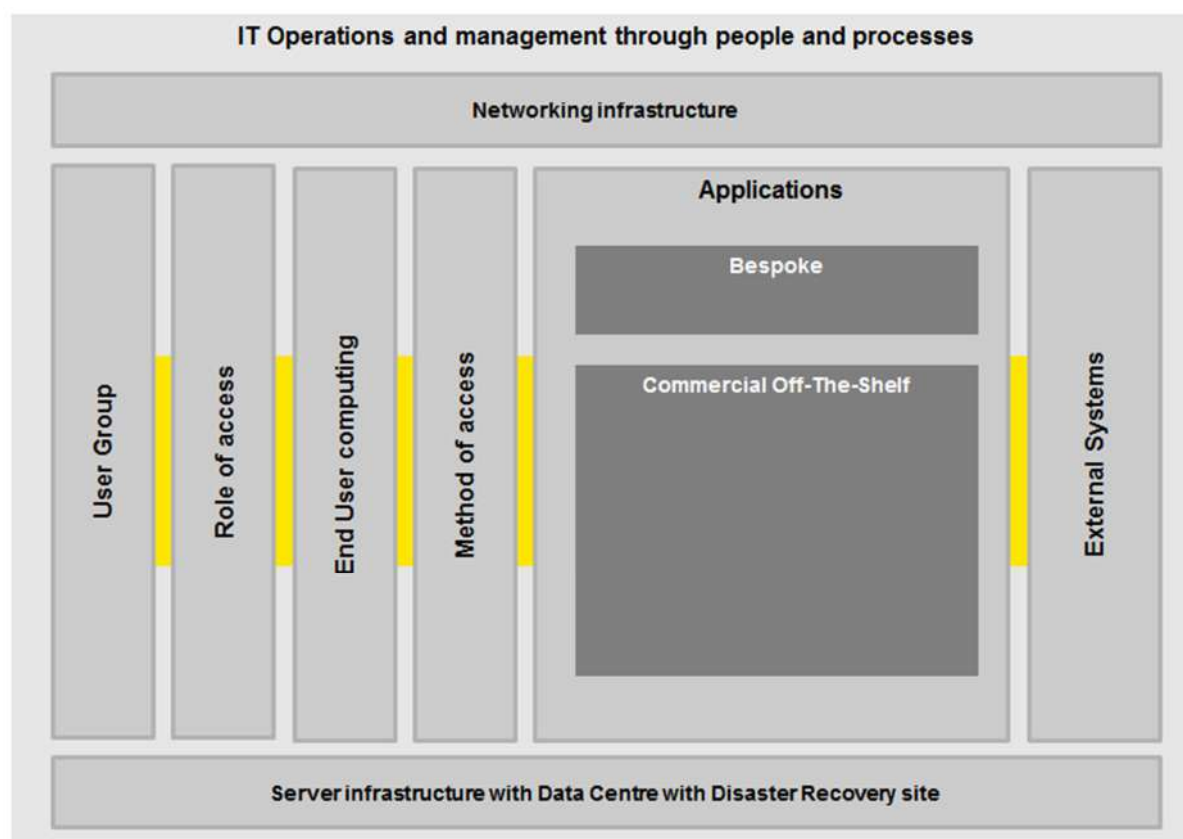 IT Operations and management through people and processes
Networking infrastructure
User Group
Role of access
End User computing
Method of access
Applications
Bespoke
Commercial Off-The-Shelf
External Systems
Server infrastructure with Data Centre with Disaster Recovery site